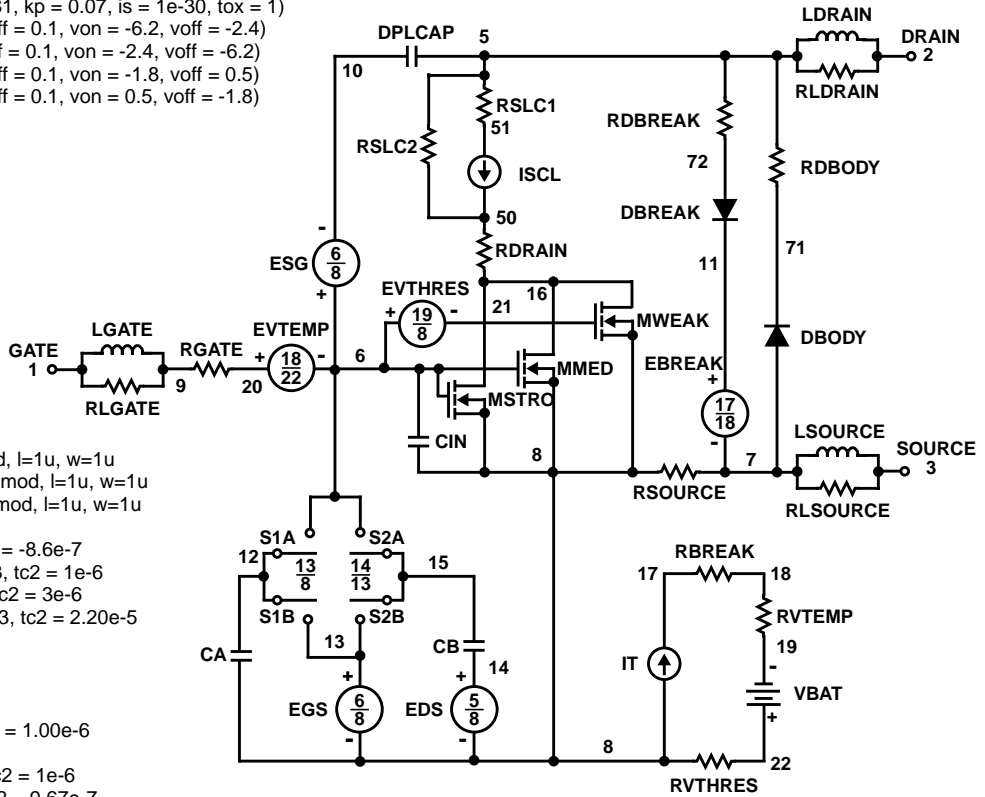 31, kp = 0.07, is = 1e-30, tox = 1)
ff = 0.1, von = -6.2, voff = -2.4)
f = 0.1, von = -2.4, voff = -6.2)
ff = 0.1, von = -1.8, voff = 0.5)
ff = 0.1, von = 0.5, voff = -1.8)
DPLCAP
5
10
LDRAIN
DRAIN
2
RLDRAIN
RSLC1
51
RSLC2
ISCL
50
RDRAIN
RDBREAK
72
DBREAK
11
RDBODY
71
DBODY
-
ESG
6
8
+
LGATE
GATE
1
RLGATE
9
RGATE
20
EVTEMP
+
18
22
-
6
EVTHRES
+
19
8
-
16
21
MWEAK
MMED
MSTRO
CIN
8
EBREAK
+
17
18
-
RSOURCE
7
LSOURCE
SOURCE
3
RLSOURCE
d, l=1u, w=1u
mod, l=1u, w=1u
mod, l=1u, w=1u
= -8.6e-7
3, tc2 = 1e-6
c2 = 3e-6
3, tc2 = 2.20e-5
= 1.00e-6
c2 = 1e-6
S1A
S2A
12
13
8
14
13
15
S1B
S2B
13
CA
CB
14
+
EGS
6
8
-
+
EDS
5
8
-
8
17
RBREAK
18
RVTEMP
19
IT
-
VBAT
+
22
RVTHRES